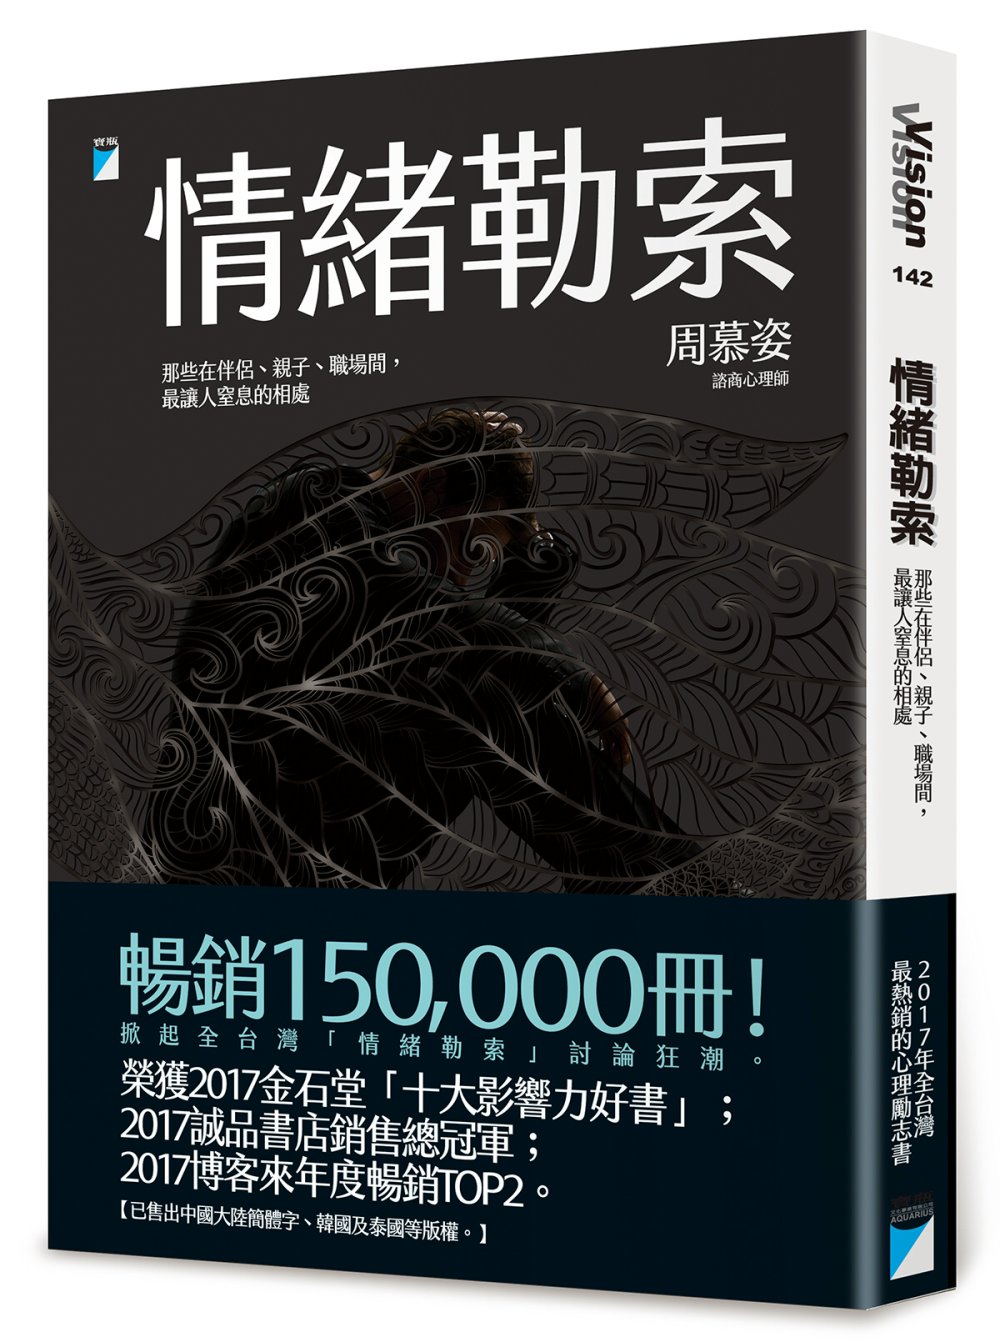 寶瓶
情緒勒索
周慕姿
諮商心理師
那些在伴侶、親子、職場間，
最讓人窒息的相處
暢銷150,000冊！
掀起全台灣「情緒勒索」討論狂潮。
榮獲2017金石堂「十大影響力好書」；
2017誠品書店銷售總冠軍；
2017博客來年度暢銷TOP2。
【已售出中國大陸簡體字、韓國及泰國等版權。】
Vision
Vision
142
情緒勒索
那些在伴侶、親子、職場間，
最讓人窒息的相處
2017年全台灣
最熱銷的心理勵志書
寶瓶
AQUARIUS